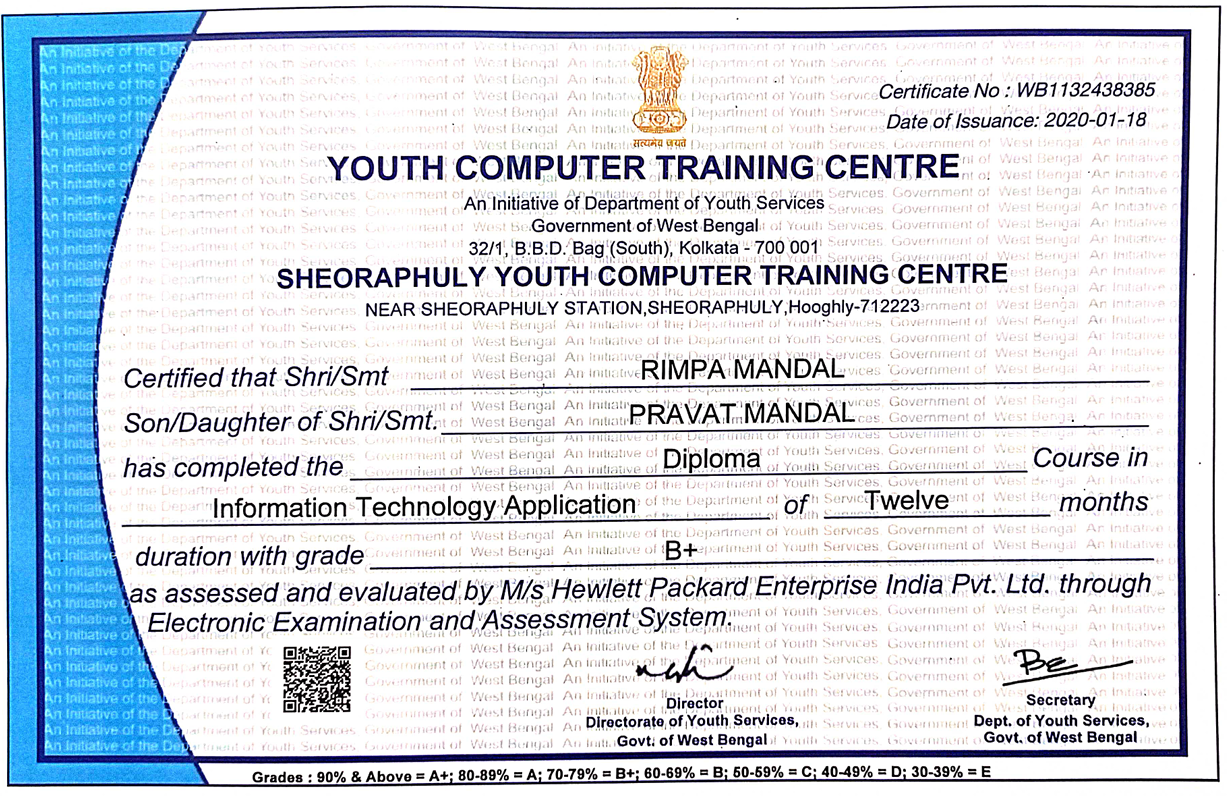 Certificate No : WB1132438385
Date of Issuance: 2020-01-18
सत्यमेव जयते
YOUTH COMPUTER TRAINING CENTRE
An Initiative of Department of Youth Services
Government of West Bengal
32/1, B.B.D. Bag (South), Kolkata - 700 001
SHEORAPHULY YOUTH COMPUTER TRAINING CENTRE
NEAR SHEORAPHULY STATION,SHEORAPHULY,Hooghly-712223
Certified that Shri/Smt RIMPA MANDAL
Son/Daughter of Shri/Smt. PRAVAT MANDAL
has completed the Diploma Course in
Information Technology Application of Twelve months
duration with grade B+
as assessed and evaluated by M/s Hewlett Packard Enterprise India Pvt. Ltd. through
Electronic Examination and Assessment System.
Director
Directorate of Youth Services,
Govt. of West Bengal
Secretary
Dept. of Youth Services,
Govt. of West Bengal
Grades : 90% & Above = A+; 80-89% = A; 70-79% = B+; 60-69% = B; 50-59% = C; 40-49% = D; 30-39% = E